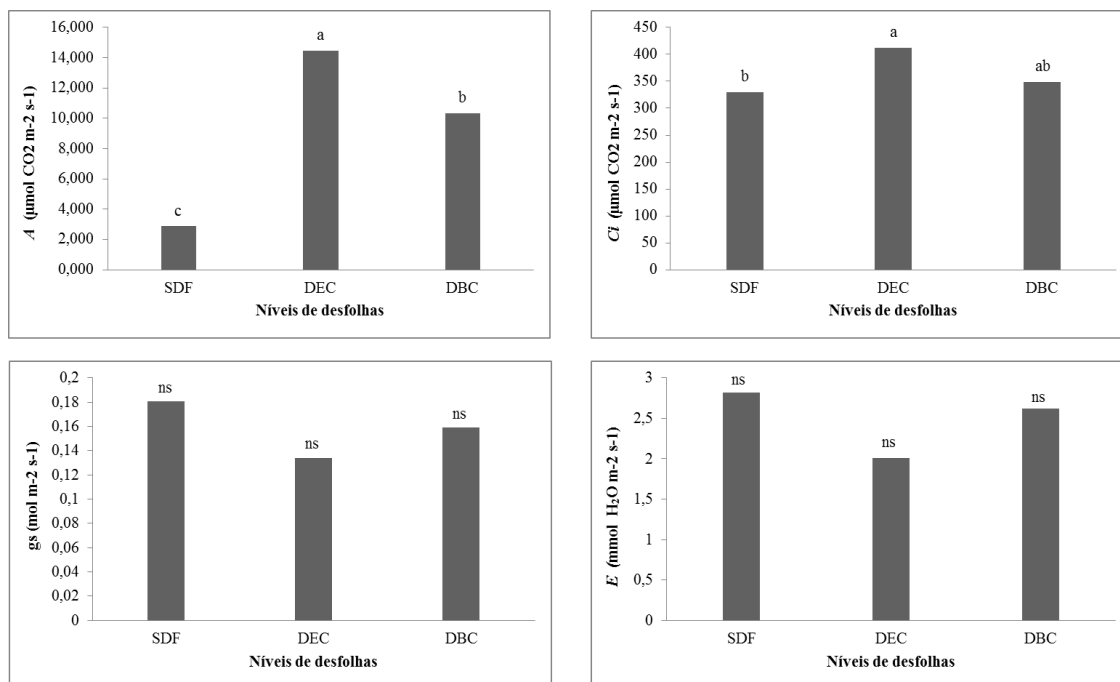 A (µmol CO2 m-2 s-1)
16,000
14,000
12,000
10,000
8,000
6,000
4,000
2,000
0,000
c
a
b
SDF
DEC
DBC
Níveis de desfolhas
Ci (µmol CO2 m-2 s-1)
450
400
350
300
250
200
150
100
50
0
b
a
ab
SDF
DEC
DBC
Níveis de desfolhas
gs (mol m-2 s-1)
0,2
0,18
0,16
0,14
0,12
0,1
0,08
0,06
0,04
0,02
0
ns
ns
ns
SDF
DEC
DBC
Níveis de desfolhas
E (mmol H₂O m-2 s-1)
3
2,5
2
1,5
1
0,5
0
ns
ns
ns
SDF
DEC
DBC
Níveis de desfolhas